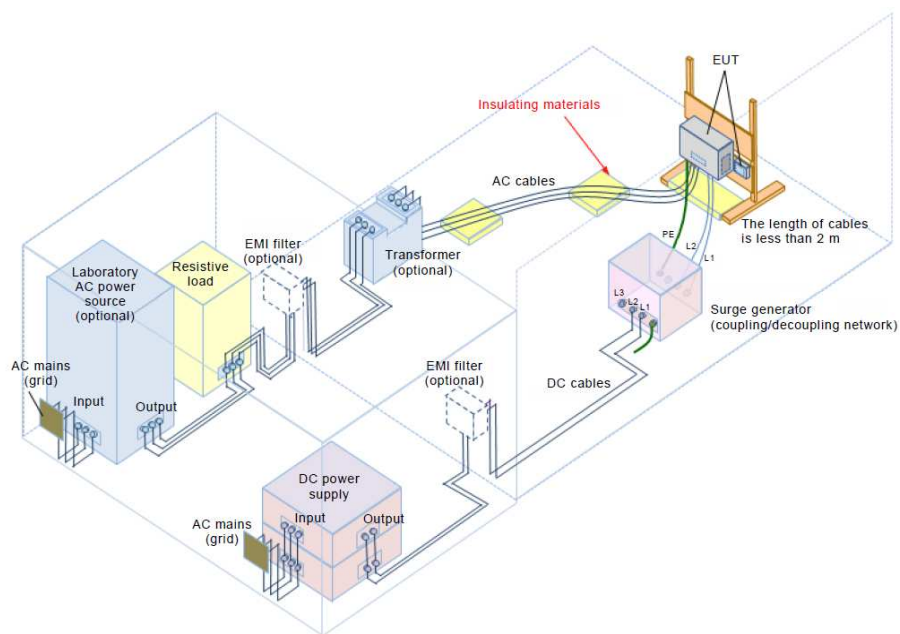 EUT
Insulating materials
AC cables
The length of cables
is less than 2 m
PE
L2
L1
EMI filter
(optional)
Transformer
(optional)
Resistive
load
Laboratory
AC power
source
(optional)
L3
L2
L1
Surge generator
(coupling/decoupling network)
AC mains
(grid)
Input
Output
EMI filter
(optional)
DC cables
DC power
supply
Input
Output
AC mains
(grid)